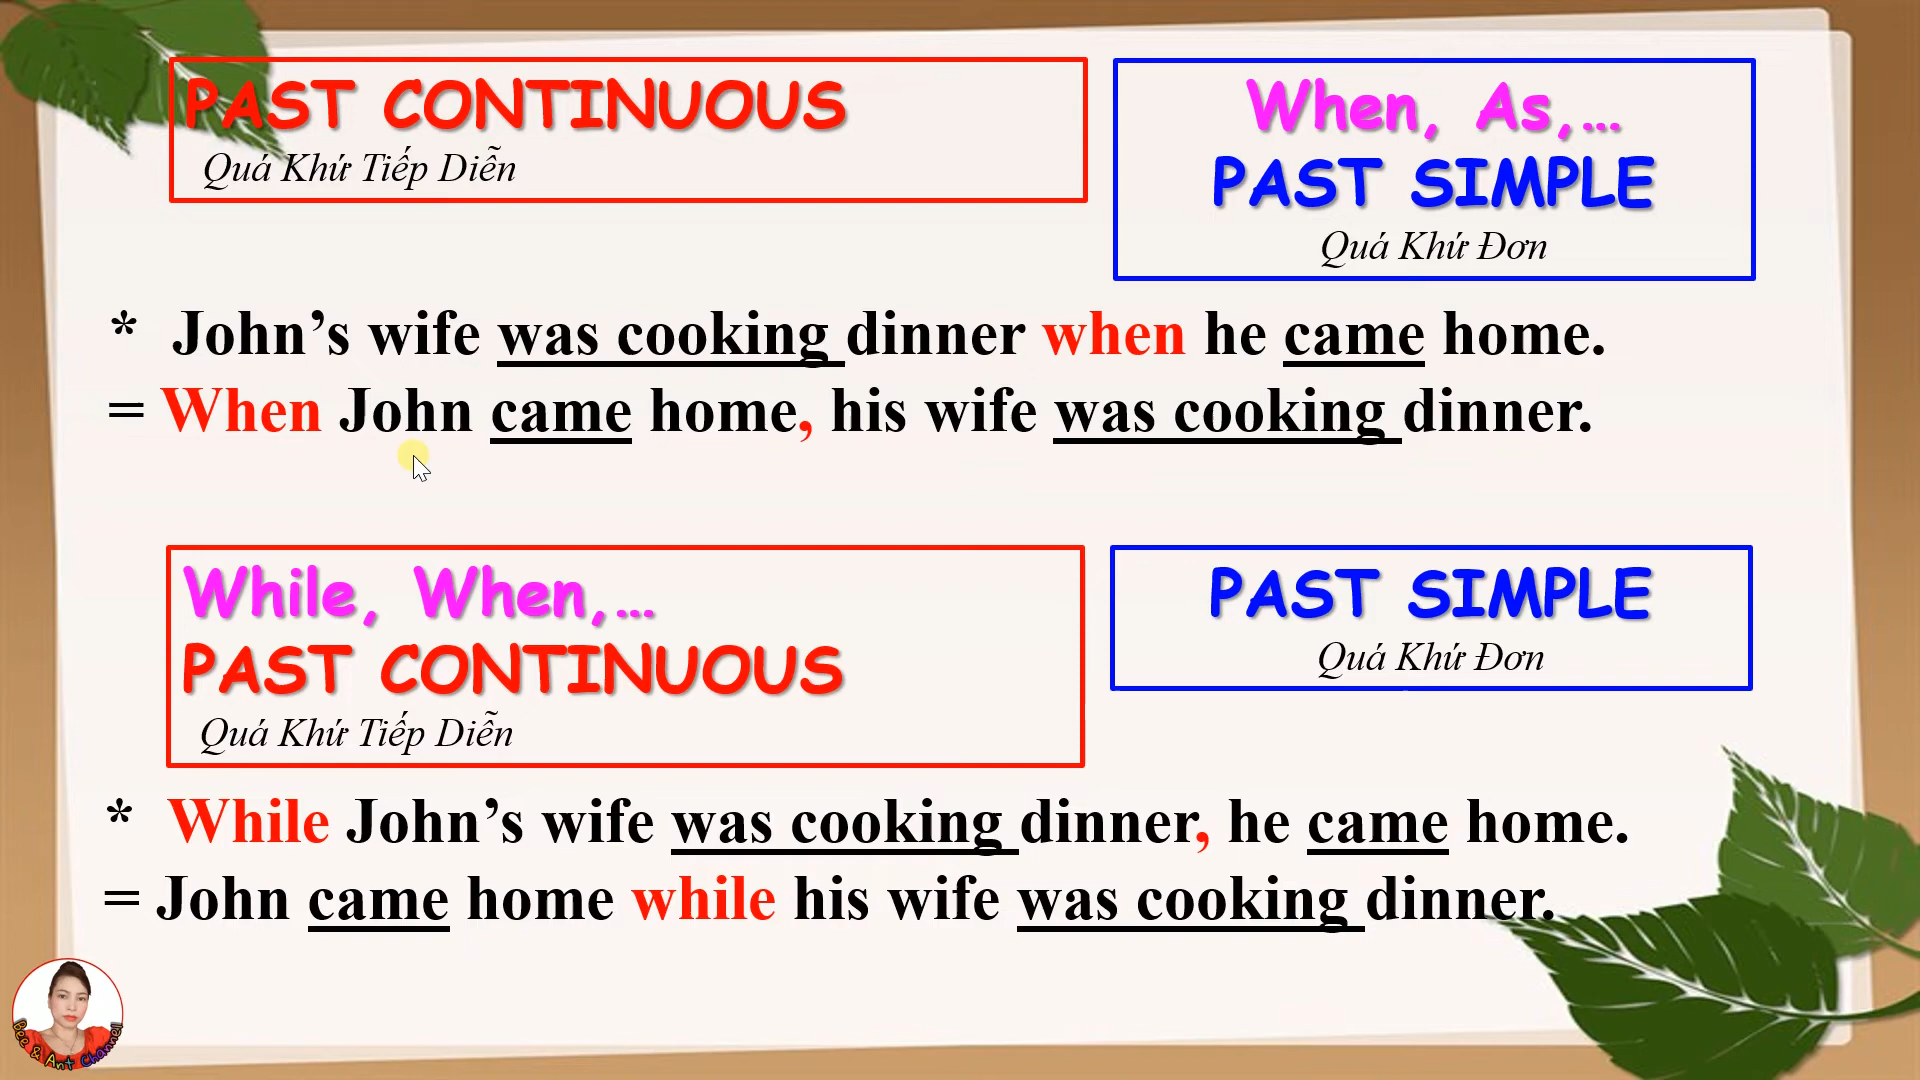 PAST CONTINUOUS
Quá Khứ Tiếp Diễn
When, As,...
PAST SIMPLE
Quá Khứ Đơn
* John’s wife was cooking dinner when he came home.
= When John came home, his wife was cooking dinner.
While, When,...
PAST CONTINUOUS
Quá Khứ Tiếp Diễn
PAST SIMPLE
Quá Khứ Đơn
* While John’s wife was cooking dinner, he came home.
= John came home while his wife was cooking dinner.
Bee & Ant Channel